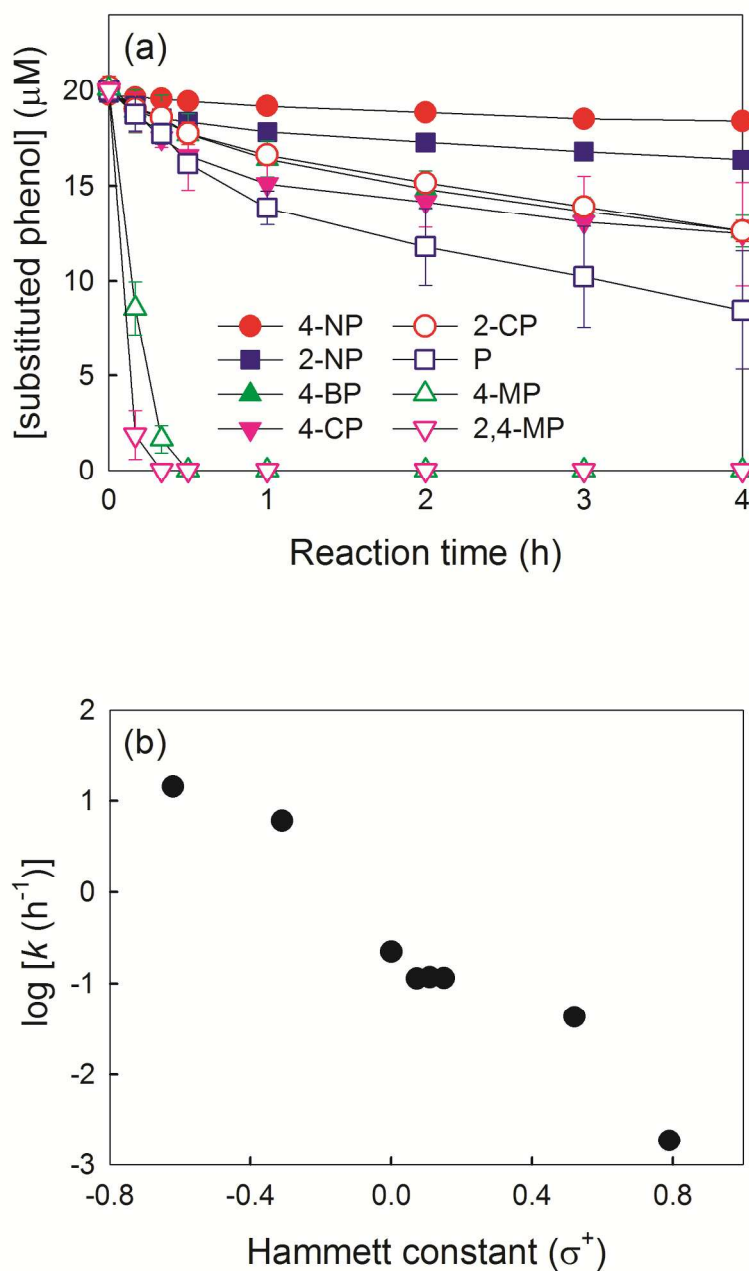 (a)
20
15
10
5
0
[substituted phenol] (μM)
4-NP
2-CP
2-NP
P
4-BP
4-MP
4-CP
2,4-MP
0
1
2
3
4
Reaction time (h)
(b)
2
1
0
-1
-2
-3
log [k (h⁻¹)]
-0.8
-0.4
0.0
0.4
0.8
Hammett constant (σ⁺)